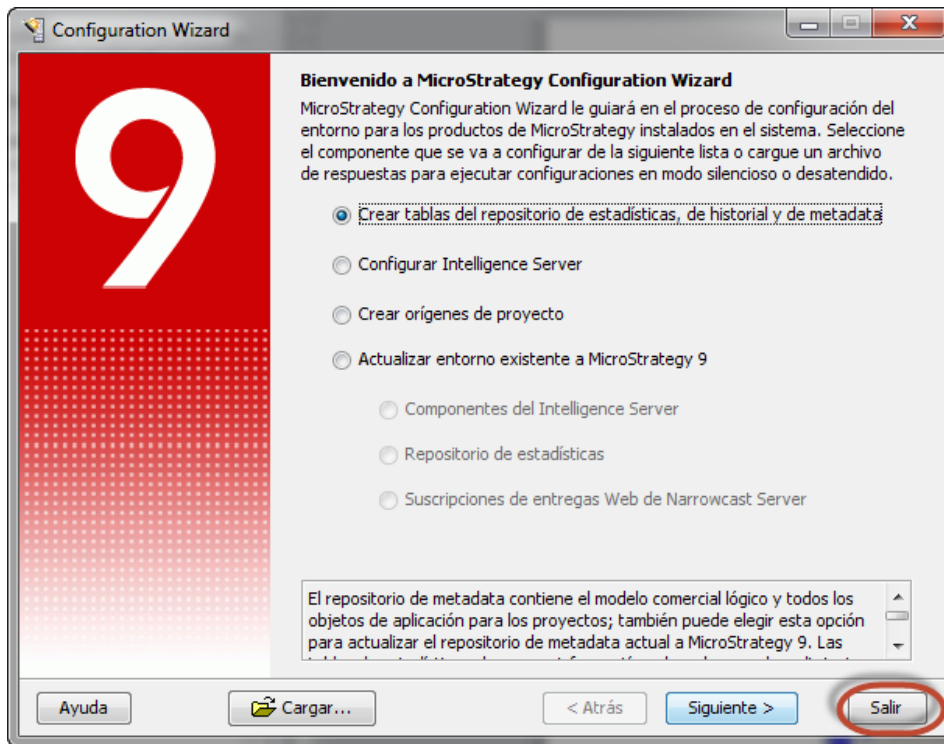 Configuration Wizard
9
Bienvenido a MicroStrategy Configuration Wizard
MicroStrategy Configuration Wizard le guiará en el proceso de configuración del
entorno para los productos de MicroStrategy instalados en el sistema. Seleccione
el componente que se va a configurar de la siguiente lista o cargue un archivo
de respuestas para ejecutar configuraciones en modo silencioso o desatendido.
Crear tablas del repositorio de estadísticas, de historial y de metadata
Configurar Intelligence Server
Crear orígenes de proyecto
Actualizar entorno existente a MicroStrategy 9
Componentes del Intelligence Server
Repositorio de estadísticas
Suscripciones de entregas Web de Narrowcast Server
El repositorio de metadata contiene el modelo comercial lógico y todos los
objetos de aplicación para los proyectos; también puede elegir esta opción
para actualizar el repositorio de metadata actual a MicroStrategy 9. Las
Ayuda
Cargar...
< Atrás
Siguiente >
Salir